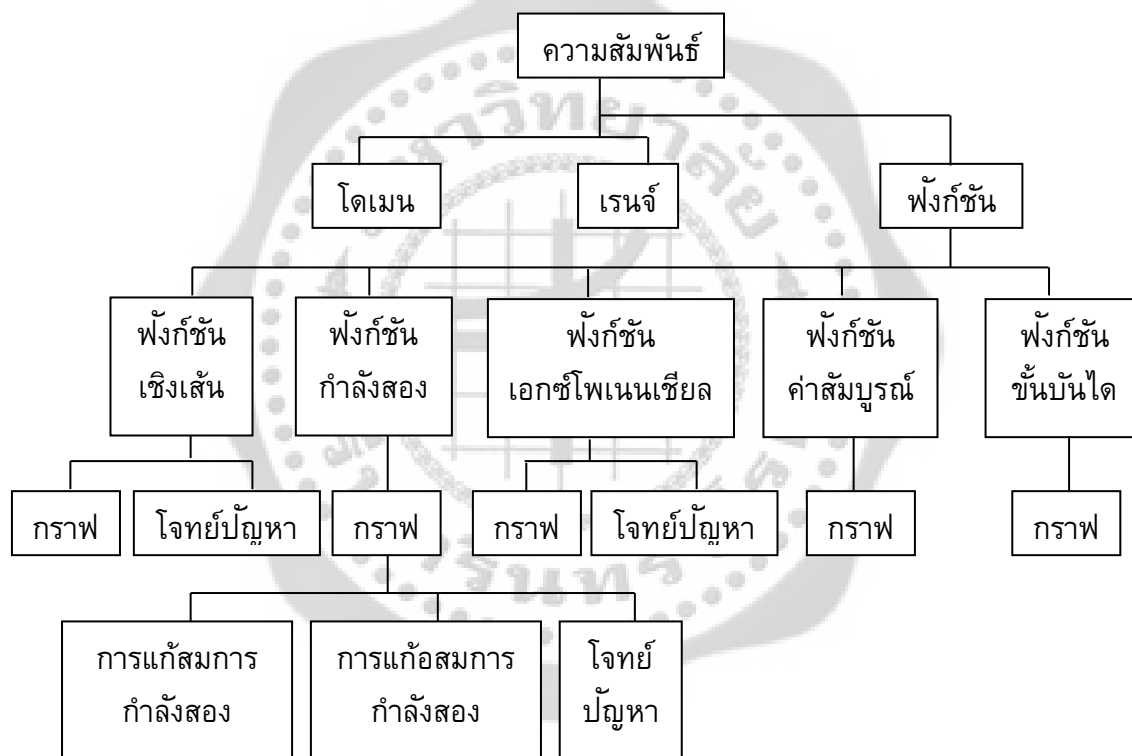 ความสัมพันธ์
โดเมน
เรนจ์
ฟังก์ชัน
ฟังก์ชัน
เชิงเส้น
ฟังก์ชัน
กำลังสอง
ฟังก์ชัน
เอกซ์โพเนนเชียล
ฟังก์ชัน
ค่าสัมบูรณ์
ฟังก์ชัน
ขั้นบันได
กราฟ
โจทย์ปัญหา
กราฟ
กราฟ
โจทย์ปัญหา
กราฟ
กราฟ
การแก้สมการ
กำลังสอง
การแก้อสมการ
กำลังสอง
โจทย์
ปัญหา